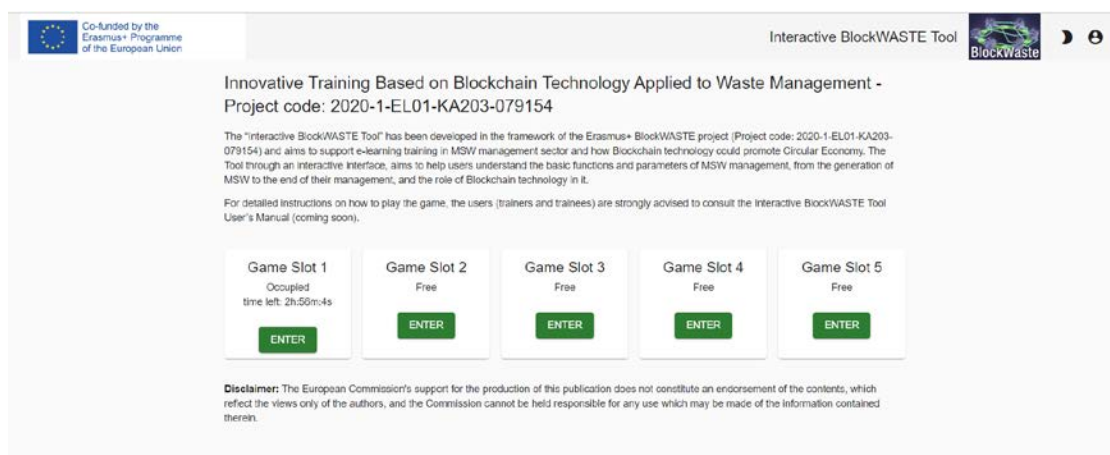 Co-funded by the
Erasmus+ Programme
of the European Union
Interactive BlockWASTE Tool
BlockWaste
Innovative Training Based on Blockchain Technology Applied to Waste Management -
Project code: 2020-1-EL01-KA203-079154
The "Interactive BlockWASTE Tool" has been developed in the framework of the Erasmus+ BlockWASTE project (Project code: 2020-1-EL01-KA203-
079154) and aims to support e-learning training in MSW management sector and how Blockchain technology could promote Circular Economy. The
Tool through an interactive interface, aims to help users understand the basic functions and parameters of MSW management, from the generation of
MSW to the end of their management, and the role of Blockchain technology in it.
For detailed instructions on how to play the game, the users (trainers and trainees) are strongly advised to consult the Interactive BlockWASTE Tool
User's Manual (coming soon).
Game Slot 1
Occupied
time left: 2h:56m:4s
ENTER
Game Slot 2
Free
ENTER
Game Slot 3
Free
ENTER
Game Slot 4
Free
ENTER
Game Slot 5
Free
ENTER
Disclaimer: The European Commission's support for the production of this publication does not constitute an endorsement of the contents, which
reflect the views only of the authors, and the Commission cannot be held responsible for any use which may be made of the information contained
therein.